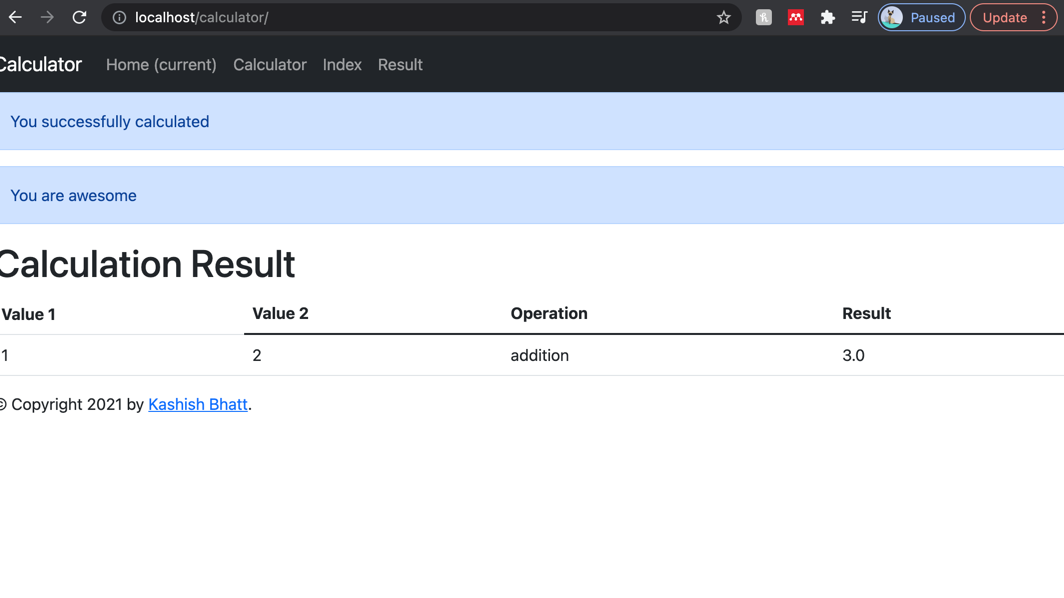 localhost/calculator/
Paused
Update
Calculator Home (current) Calculator Index Result
You successfully calculated
You are awesome
Calculation Result
Value 1 Value 2 Operation Result
1 2 addition 3.0
© Copyright 2021 by Kashish Bhatt.